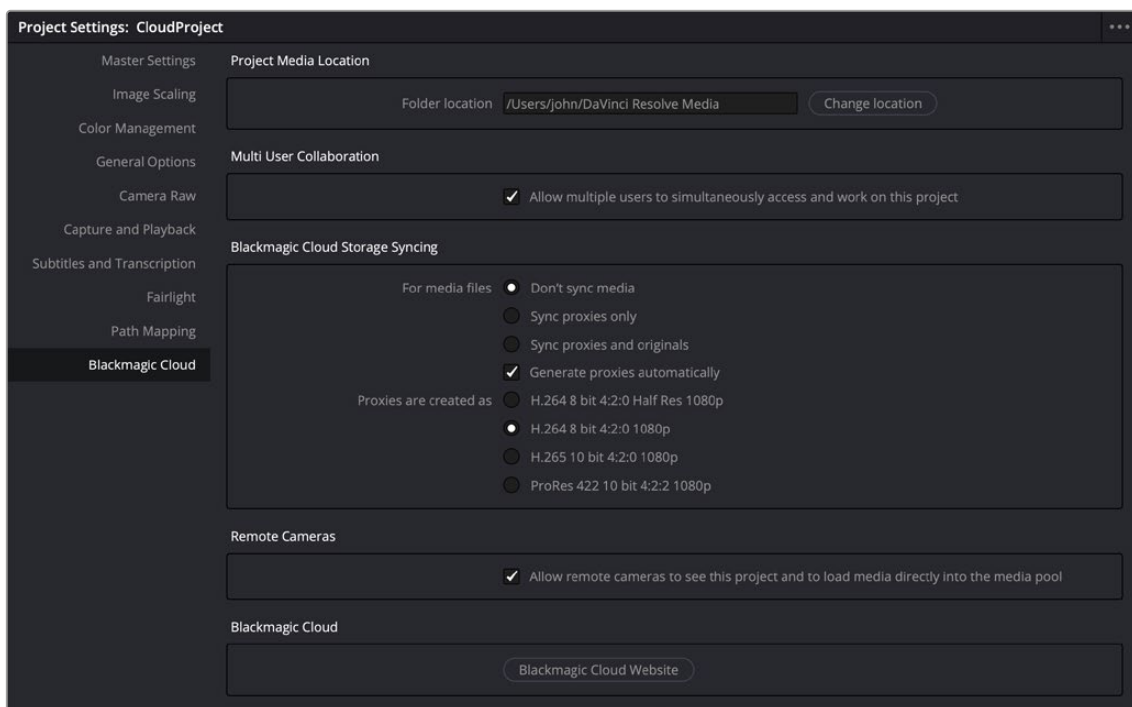 Project Settings: CloudProject
Master Settings
Image Scaling
Color Management
General Options
Camera Raw
Capture and Playback
Subtitles and Transcription
Fairlight
Path Mapping
Blackmagic Cloud
Project Media Location
Folder location /Users/john/DaVinci Resolve Media Change location
Multi User Collaboration
Allow multiple users to simultaneously access and work on this project
Blackmagic Cloud Storage Syncing
For media files Don't sync media
Sync proxies only
Sync proxies and originals
Generate proxies automatically
Proxies are created as H.264 8 bit 4:2:0 Half Res 1080p
H.264 8 bit 4:2:0 1080p
H.265 10 bit 4:2:0 1080p
ProRes 422 10 bit 4:2:2 1080p
Remote Cameras
Allow remote cameras to see this project and to load media directly into the media pool
Blackmagic Cloud
Blackmagic Cloud Website